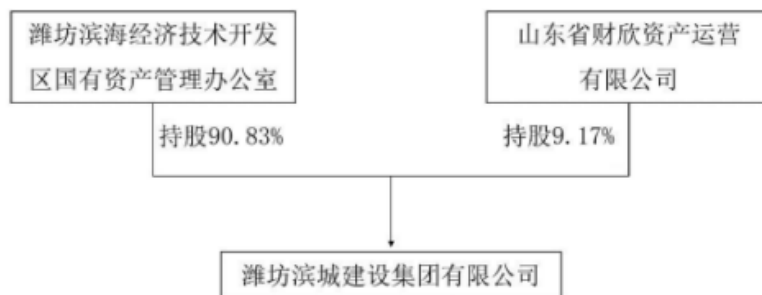 潍坊滨海经济技术开发
区国有资产管理办公室
山东省财欣资产运营
有限公司
持股90.83%
持股9.17%
潍坊滨城建设集团有限公司